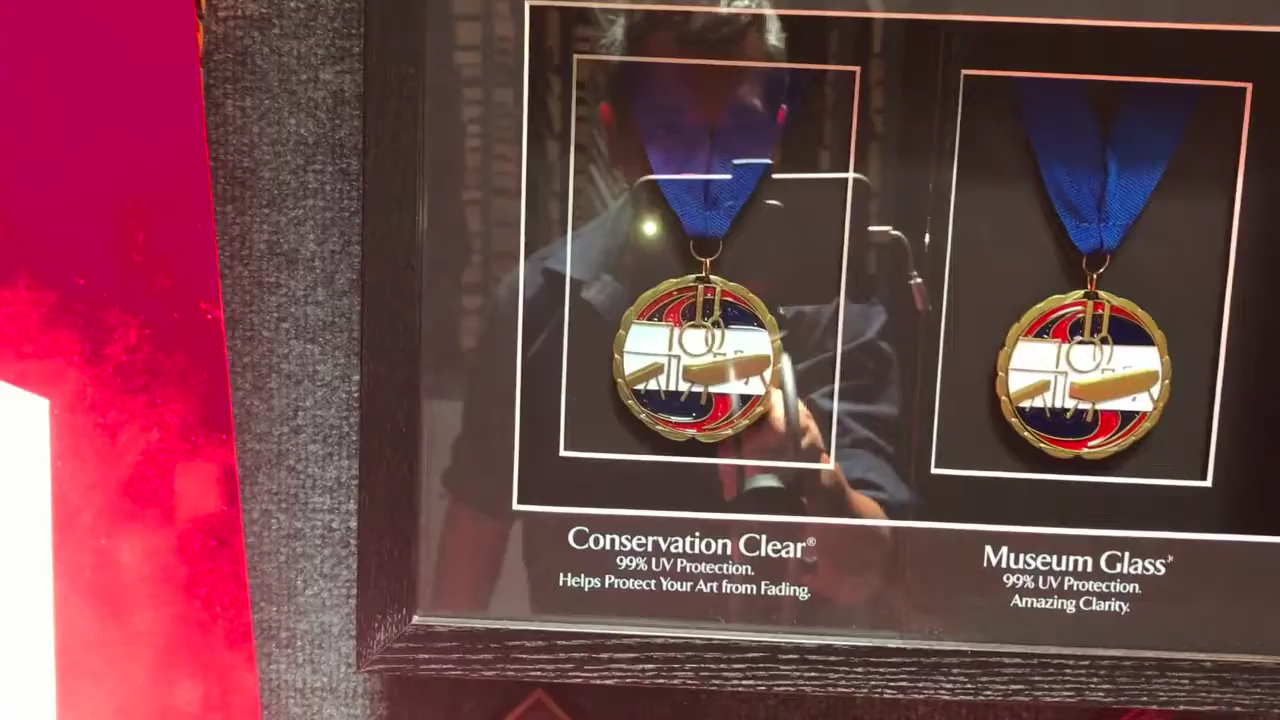 Conservation Clear®
99% UV Protection.
Helps Protect Your Art from Fading.
Museum Glass®
99% UV Protection.
Amazing Clarity.